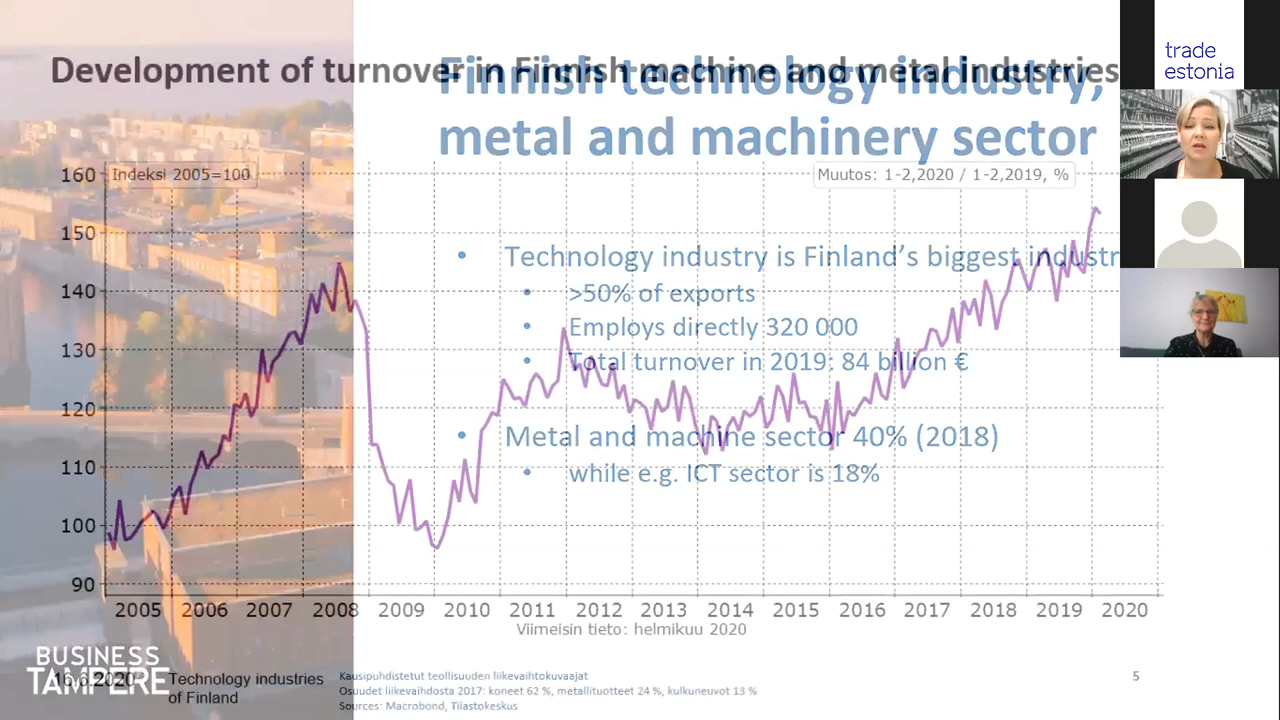 Development of turnover in Finnish machine and metal industries
Finnish technology industry,
metal and machinery sector
trade
estonia
160
Indeksi 2005=100
Muutos: 1-2,2020 / 1-2,2019, %
150
140
130
120
110
100
90
• Technology industry is Finland's biggest industr
• >50% of exports
• Employs directly 320 000
• Total turnover in 2019: 84 billion €
• Metal and machine sector 40% (2018)
• while e.g. ICT sector is 18%
2005 2006 2007 2008 2009 2010 2011 2012 2013 2014 2015 2016 2017 2018 2019 2020
Viimeisin tieto: helmikuu 2020
BUSINESS
TAMPERE
16.6.2020
Technology industries
of Finland
Kausipuhdistetut teollisuuden liikevaihtokuvaajat
Osuudet liikevaihdosta 2017: koneet 62 %, metallituotteet 24 %, kulkuneuvot 13 %
Sources: Macrobond, Tilastokeskus
5